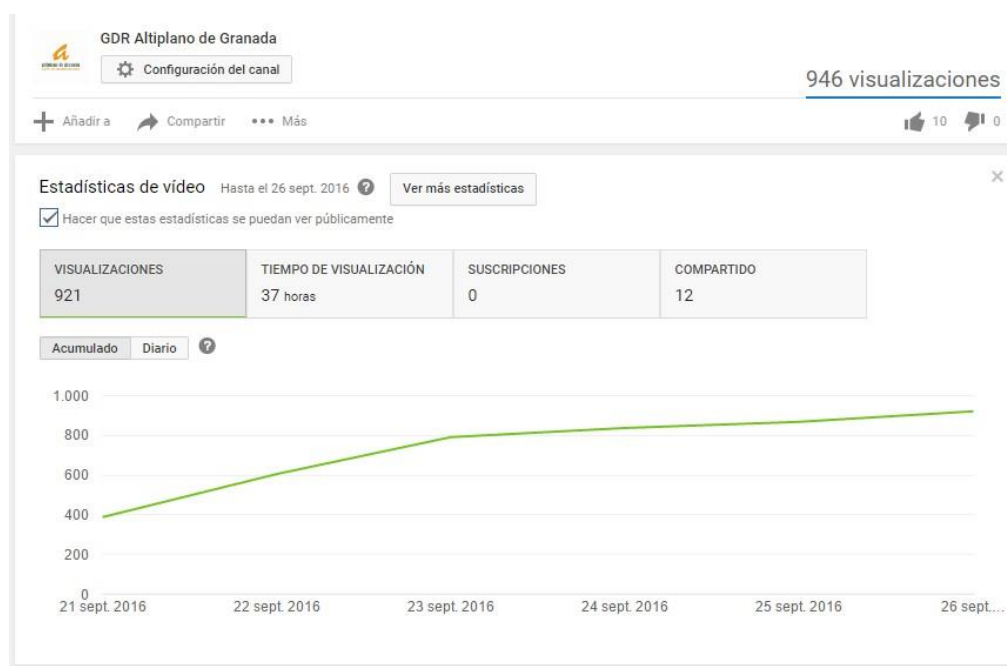 GDR Altiplano de Granada
Configuración del canal
946 visualizaciones
Añadir a Compartir Más
10 0
Estadísticas de vídeo Hasta el 26 sept. 2016 Ver más estadísticas
Hacer que estas estadísticas se puedan ver públicamente
VISUALIZACIONES TIEMPO DE VISUALIZACIÓN SUSCRIPCIONES COMPARTIDO
921 37 horas 0 12
Acumulado Diario
1.000
800
600
400
200
0
21 sept. 2016 22 sept. 2016 23 sept. 2016 24 sept. 2016 25 sept. 2016 26 sept....